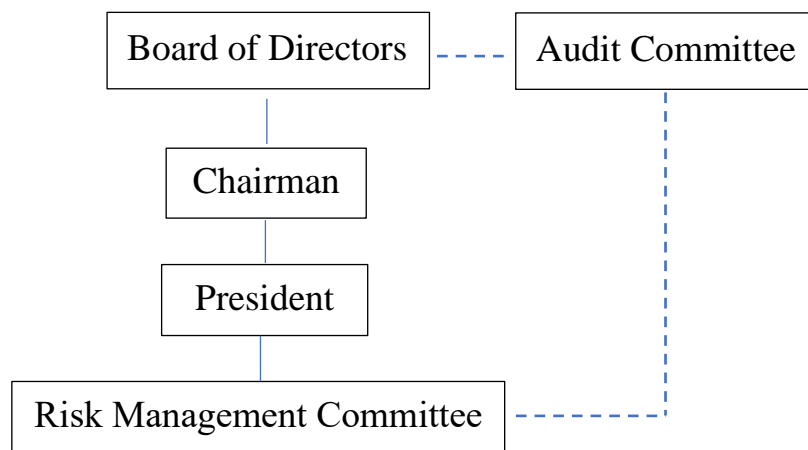 Board of Directors
Audit Committee
Chairman
President
Risk Management Committee